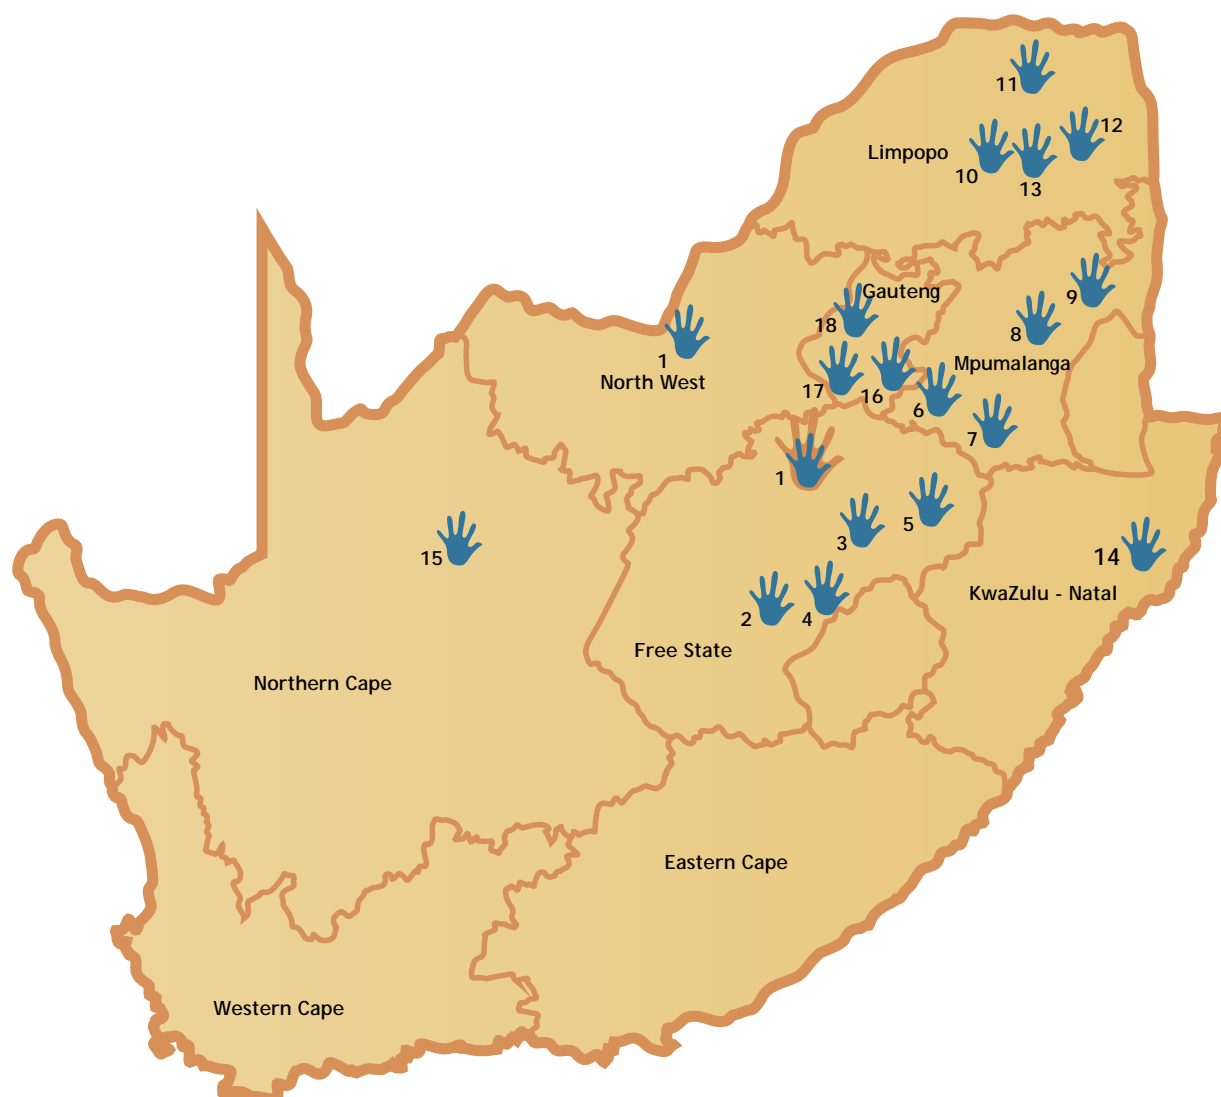 11
12
Limpopo
10
13
Gauteng
9
18
8
1
Mpumalanga
North West
17
16
6
7
1
5
3
15
14
KwaZulu - Natal
2
4
Free State
Northern Cape
Eastern Cape
Western Cape